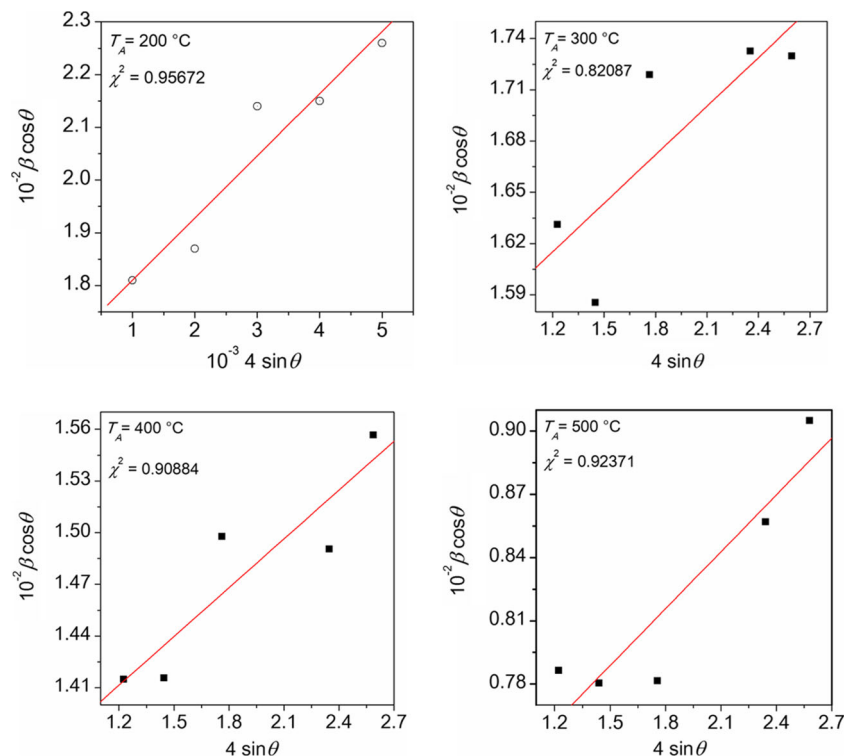 T_A = 200 °C
χ² = 0.95672
2.3
2.2
2.1
2.0
1.9
1.8
10⁻² β cosθ
1 2 3 4 5
10⁻³ 4 sinθ
T_A = 300 °C
χ² = 0.82087
1.74
1.71
1.68
1.65
1.62
1.59
10⁻² β cosθ
1.2 1.5 1.8 2.1 2.4 2.7
4 sinθ
T_A = 400 °C
χ² = 0.90884
1.56
1.53
1.50
1.47
1.44
1.41
10⁻² β cosθ
1.2 1.5 1.8 2.1 2.4 2.7
4 sinθ
T_A = 500 °C
χ² = 0.92371
0.90
0.87
0.84
0.81
0.78
10⁻² β cosθ
1.2 1.5 1.8 2.1 2.4 2.7
4 sinθ